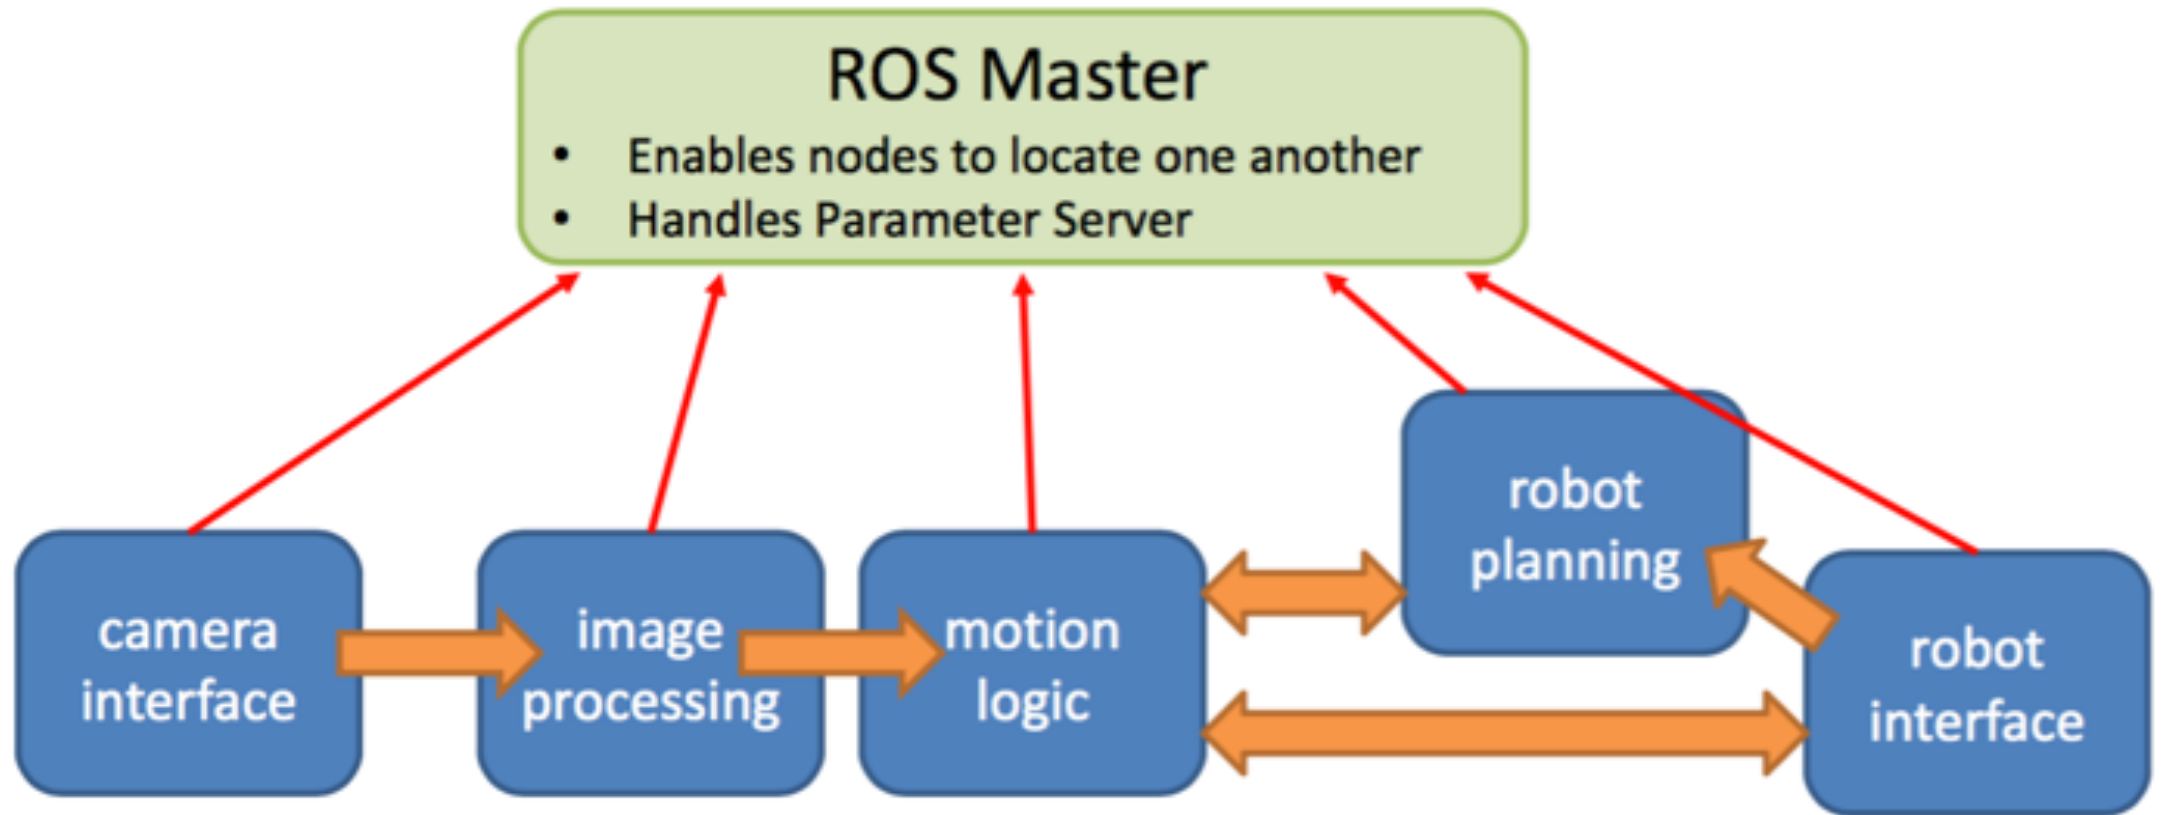 ROS Master
• Enables nodes to locate one another
• Handles Parameter Server
camera
interface
image
processing
motion
logic
robot
planning
robot
interface